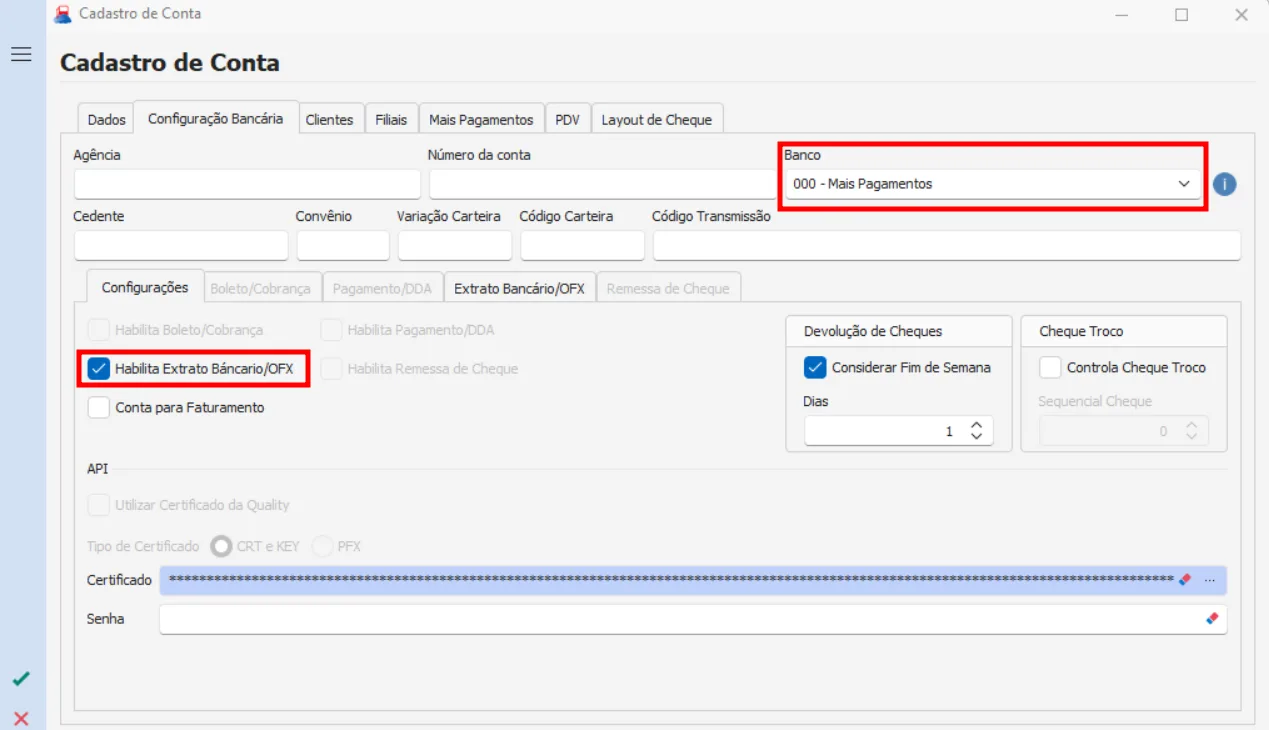 Cadastro de Conta
Cadastro de Conta
Dados Configuração Bancária Clientes Filiais Mais Pagamentos PDV Layout de Cheque
Agência Número da conta Banco
000 - Mais Pagamentos
Cedente Convênio Variação Carteira Código Carteira Código Transmissão
Configurações Boleto/Cobrança Pagamento/DDA Extrato Bancário/OFX Remessa de Cheque
Habilita Boleto/Cobrança Habilita Pagamento/DDA Devolução de Cheques Cheque Troco
Habilita Extrato Báncario/OFX Habilita Remessa de Cheque Considerar Fim de Semana Controla Cheque Troco
Conta para Faturamento Dias Sequencial Cheque
1 0
API
Utilizar Certificado da Quality
Tipo de Certificado CRT e KEY PFX
Certificado
Senha